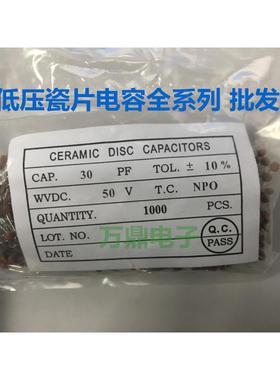 低压瓷片电容全系列 批发
CERAMIC DISC CAPACITORS
CAP. 30 PF TOL. ± 10%
WVDC. 50 V T.C. NPO
QUANTITY. 1000 PCS.
LOT. NO. Q.C.
DATE PASS
万鼎电子